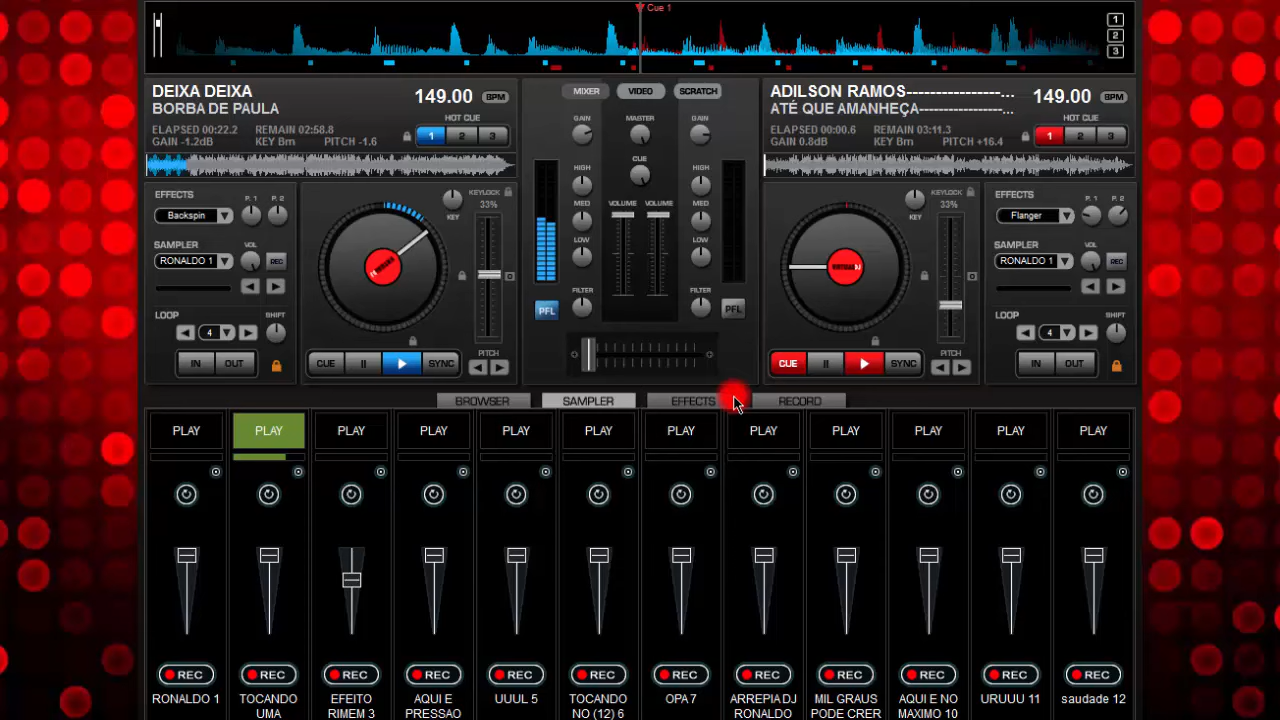 Cue 1
1
2
3
DEIXA DEIXA
BORBA DE PAULA
149.00 BPM
HOT CUE
ELAPSED 00:22.2 REMAIN 02:58.8
GAIN -1.2dB KEY Bm PITCH -1.6
1 2 3
MIXER VIDEO SCRATCH
GAIN MASTER GAIN
CUE
HIGH HIGH
MED VOLUME VOLUME MED
LOW LOW
FILTER FILTER
PFL PFL
ADILSON RAMOS----------------...
ATÉ QUE AMANHEÇA---------------...
149.00 BPM
HOT CUE
ELAPSED 00:00.6 REMAIN 03:11.3
GAIN 0.8dB KEY Bm PITCH +16.4
1 2 3
EFFECTS P. 1 P. 2
Backspin
SAMPLER VOL
RONALDO 1 REC
LOOP SHIFT
4
IN OUT
KEYLOCK
33%
KEY
PITCH
CUE II SYNC
KEYLOCK
33%
KEY
PITCH
CUE II SYNC
EFFECTS P. 1 P. 2
Flanger
SAMPLER VOL
RONALDO 1 REC
LOOP SHIFT
4
IN OUT
BROWSER SAMPLER EFFECTS RECORD
PLAY PLAY PLAY PLAY PLAY PLAY PLAY PLAY PLAY PLAY PLAY PLAY
REC REC REC REC REC REC REC REC REC REC REC REC
RONALDO 1 TOCANDO EFEITO AQUI E UUUL 5 TOCANDO OPA 7 ARREPIA DJ MIL GRAUS AQUI E NO URUUU 11 saudade 12
UMA RIMEM 3 PRESSAO NO (12) 6 RONALDO PODE CRER MAXIMO 10